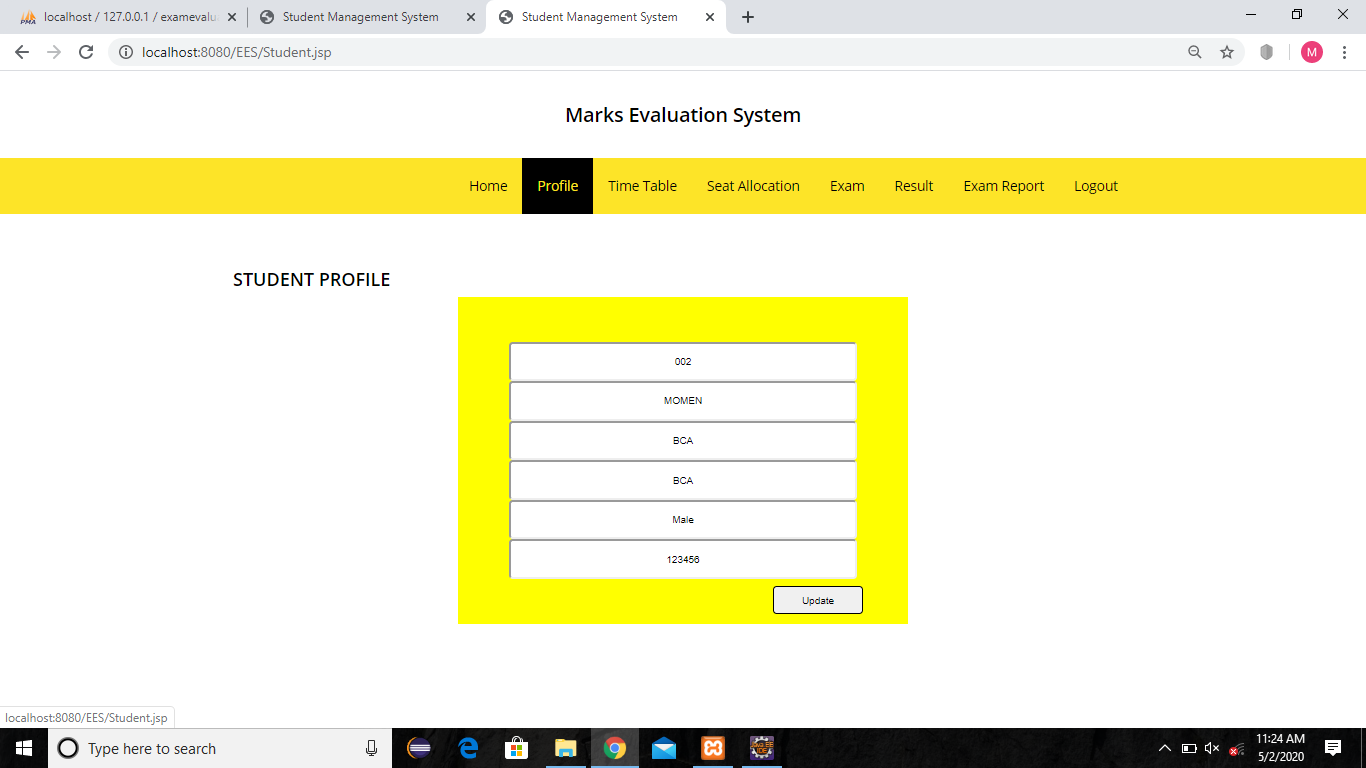 localhost / 127.0.0.1 / examevalu
Student Management System
Student Management System
localhost:8080/EES/Student.jsp
M
Marks Evaluation System
Home Profile Time Table Seat Allocation Exam Result Exam Report Logout
STUDENT PROFILE
002
MOMEN
BCA
BCA
Male
123456
Update
localhost:8080/EES/Student.jsp
Type here to search
11:24 AM
5/2/2020